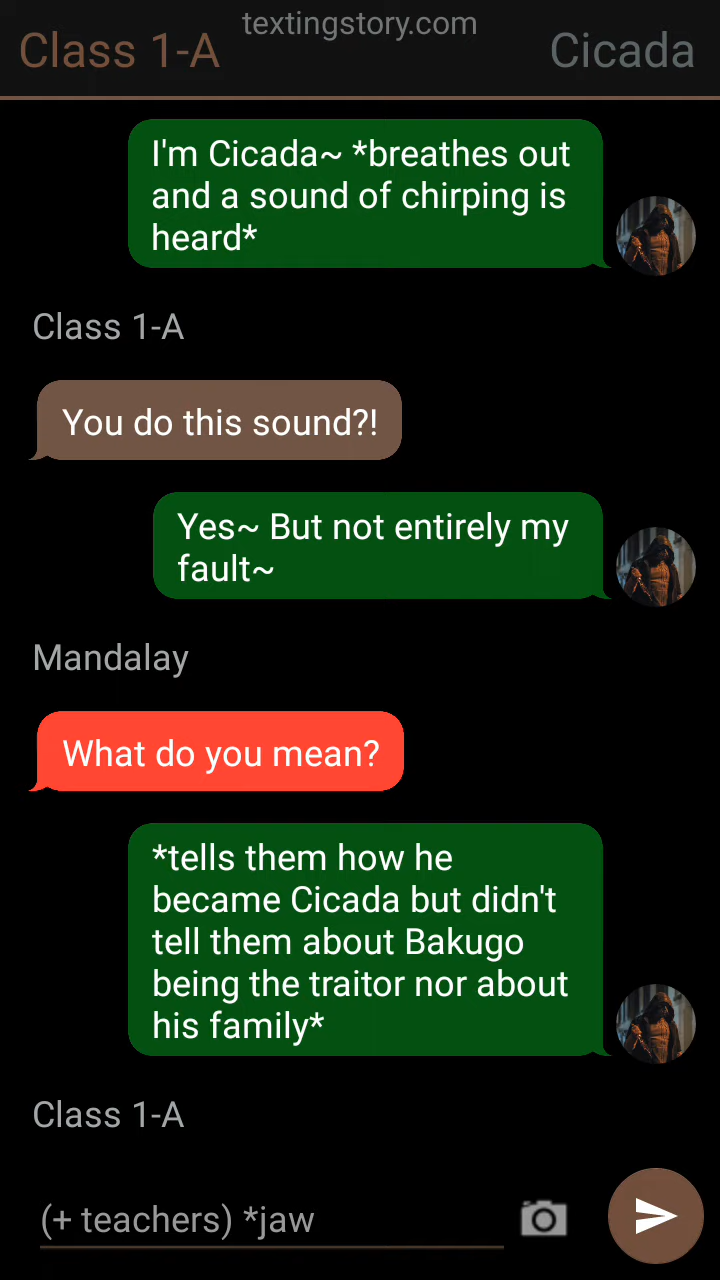 textingstory.com
Class 1-A
Cicada
I'm Cicada~ *breathes out
and a sound of chirping is
heard*
Class 1-A
You do this sound?!
Yes~ But not entirely my
fault~
Mandalay
What do you mean?
*tells them how he
became Cicada but didn't
tell them about Bakugo
being the traitor nor about
his family*
Class 1-A
(+ teachers) *jaw